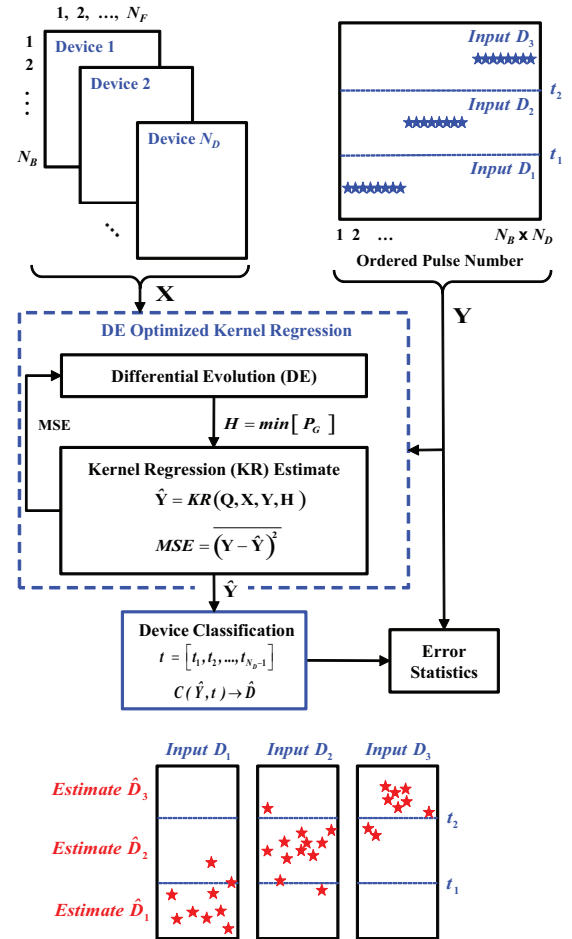 1, 2, ..., N_F
1
2
⋮
N_B
Device 1
Device 2
Device N_D
⋱
X
Input D_3
t_2
Input D_2
t_1
Input D_1
1 2 ... N_B x N_D
Ordered Pulse Number
Y
DE Optimized Kernel Regression
Differential Evolution (DE)
MSE
H = min[ P_G ]
Kernel Regression (KR) Estimate
Ŷ = KR(Q, X, Y, H)
MSE = \overline{(Y − Ŷ)^2}
Ŷ
Device Classification
t = [t_1, t_2, ..., t_{N_D−1}]
C(Ŷ, t) → D̂
Error
Statistics
Input D_1 Input D_2 Input D_3
Estimate D̂_3
t_2
Estimate D̂_2
t_1
Estimate D̂_1